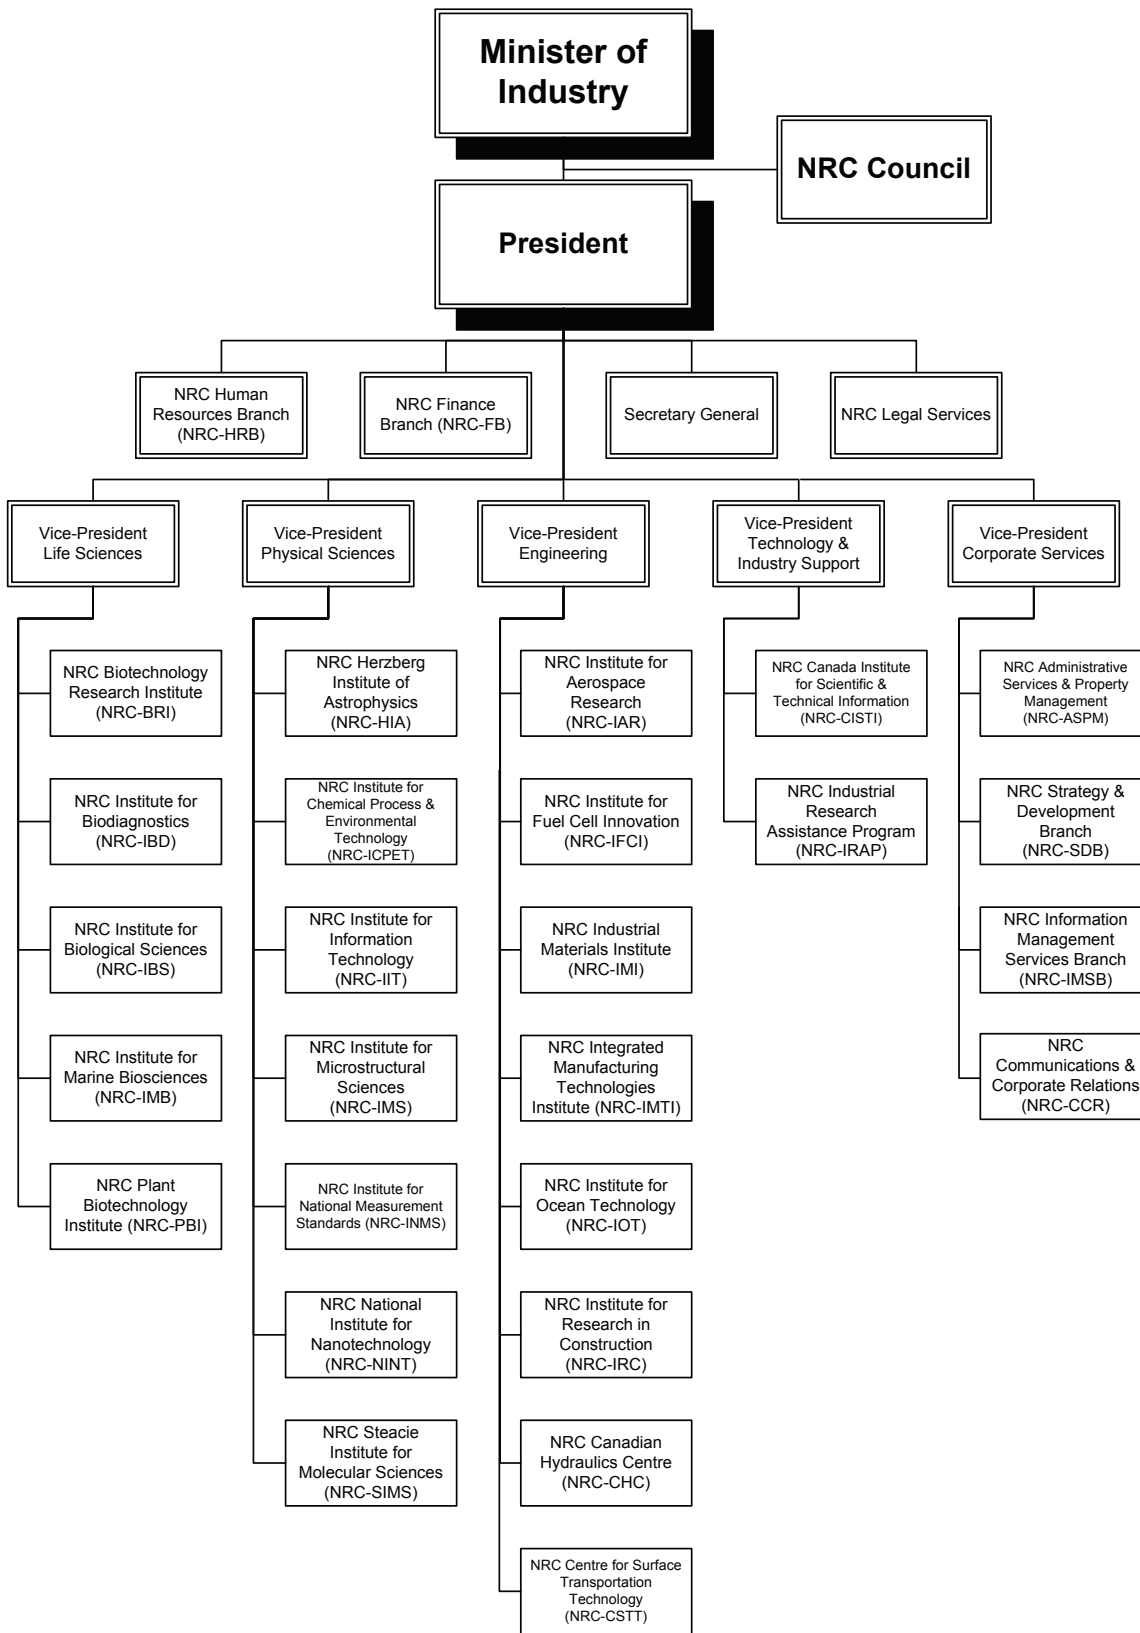 Minister of
Industry
NRC Council
President
NRC Human
Resources Branch
(NRC-HRB)
NRC Finance
Branch (NRC-FB)
Secretary General
NRC Legal Services
Vice-President
Life Sciences
Vice-President
Physical Sciences
Vice-President
Engineering
Vice-President
Technology &
Industry Support
Vice-President
Corporate Services
NRC Biotechnology
Research Institute
(NRC-BRI)
NRC Herzberg
Institute of
Astrophysics
(NRC-HIA)
NRC Institute for
Aerospace
Research
(NRC-IAR)
NRC Canada Institute
for Scientific &
Technical Information
(NRC-CISTI)
NRC Administrative
Services & Property
Management
(NRC-ASPM)
NRC Institute for
Biodiagnostics
(NRC-IBD)
NRC Institute for
Chemical Process &
Environmental
Technology
(NRC-ICPET)
NRC Institute for
Fuel Cell Innovation
(NRC-IFCI)
NRC Industrial
Research
Assistance Program
(NRC-IRAP)
NRC Strategy &
Development
Branch
(NRC-SDB)
NRC Institute for
Biological Sciences
(NRC-IBS)
NRC Institute for
Information
Technology
(NRC-IIT)
NRC Industrial
Materials Institute
(NRC-IMI)
NRC Information
Management
Services Branch
(NRC-IMSB)
NRC Institute for
Marine Biosciences
(NRC-IMB)
NRC Institute for
Microstructural
Sciences
(NRC-IMS)
NRC Integrated
Manufacturing
Technologies
Institute (NRC-IMTI)
NRC
Communications &
Corporate Relations
(NRC-CCR)
NRC Plant
Biotechnology
Institute (NRC-PBI)
NRC Institute for
National Measurement
Standards (NRC-INMS)
NRC Institute for
Ocean Technology
(NRC-IOT)
NRC National
Institute for
Nanotechnology
(NRC-NINT)
NRC Institute for
Research in
Construction
(NRC-IRC)
NRC Steacie
Institute for
Molecular Sciences
(NRC-SIMS)
NRC Canadian
Hydraulics Centre
(NRC-CHC)
NRC Centre for Surface
Transportation
Technology
(NRC-CSTT)